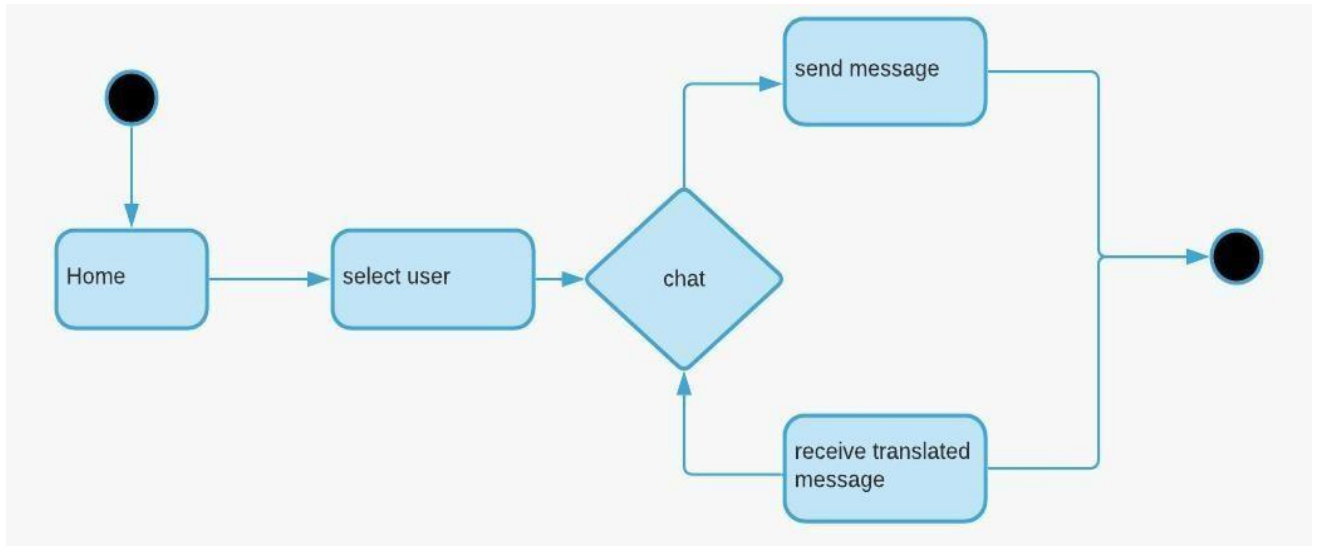 send message
Home
select user
chat
receive translated
message